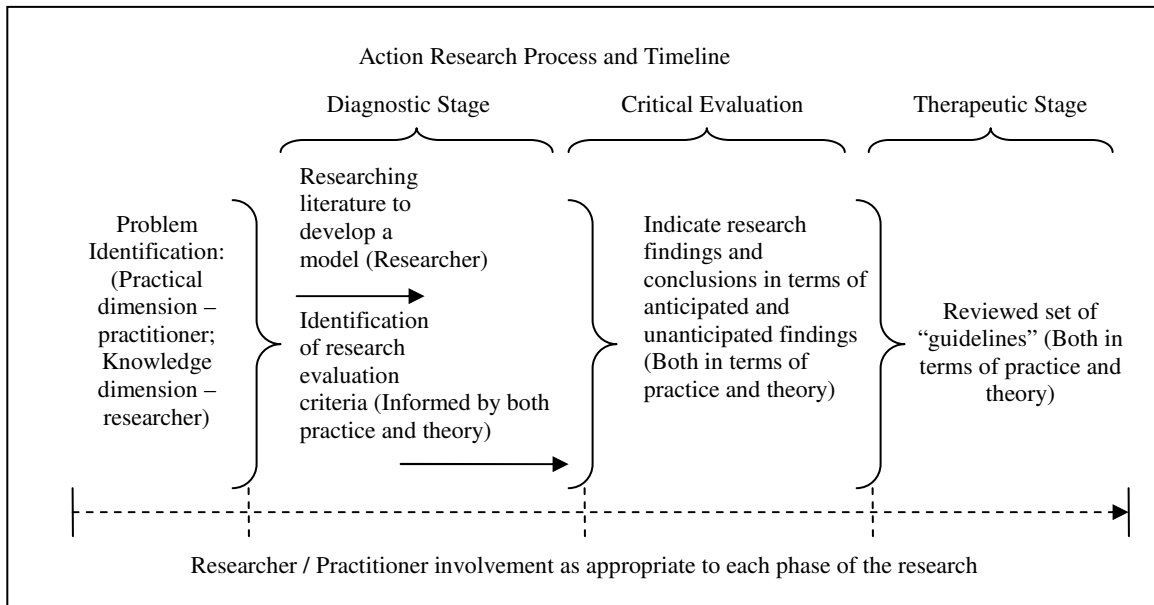 Action Research Process and Timeline
Diagnostic Stage
Critical Evaluation
Therapeutic Stage
Problem
Identification:
(Practical
dimension –
practitioner;
Knowledge
dimension –
researcher)
Researching
literature to
develop a
model (Researcher)
Identification
of research
evaluation
criteria (Informed by both
practice and theory)
Indicate research
findings and
conclusions in terms of
anticipated and
unanticipated findings
(Both in terms of
practice and theory)
Reviewed set of
“guidelines” (Both in
terms of practice and
theory)
Researcher / Practitioner involvement as appropriate to each phase of the research